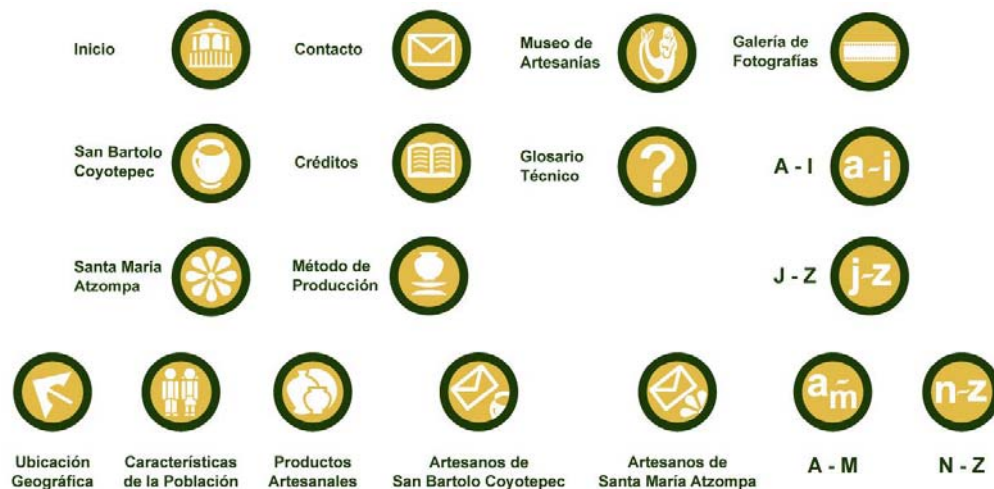 Inicio
Contacto
Museo de
Artesanías
Galería de
Fotografías
San Bartolo
Coyotepec
Créditos
Glosario
Técnico
?
A - I
a-i
Santa María
Atzompa
Método de
Producción
J - Z
j-z
a-m
n-z
Ubicación
Geográfica
Características
de la Población
Productos
Artesanales
Artesanos de
San Bartolo Coyotepec
Artesanos de
Santa María Atzompa
A - M
N - Z